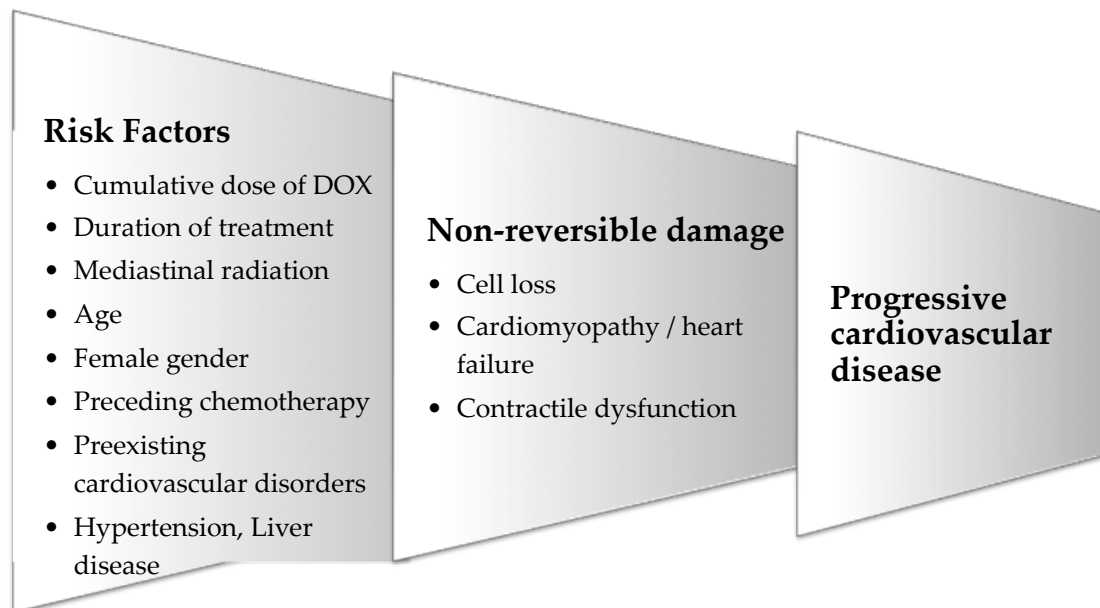 Risk Factors
• Cumulative dose of DOX
• Duration of treatment
• Mediastinal radiation
• Age
• Female gender
• Preceding chemotherapy
• Preexisting
cardiovascular disorders
• Hypertension, Liver
disease
Non-reversible damage
• Cell loss
• Cardiomyopathy / heart
failure
• Contractile dysfunction
Progressive
cardiovascular
disease